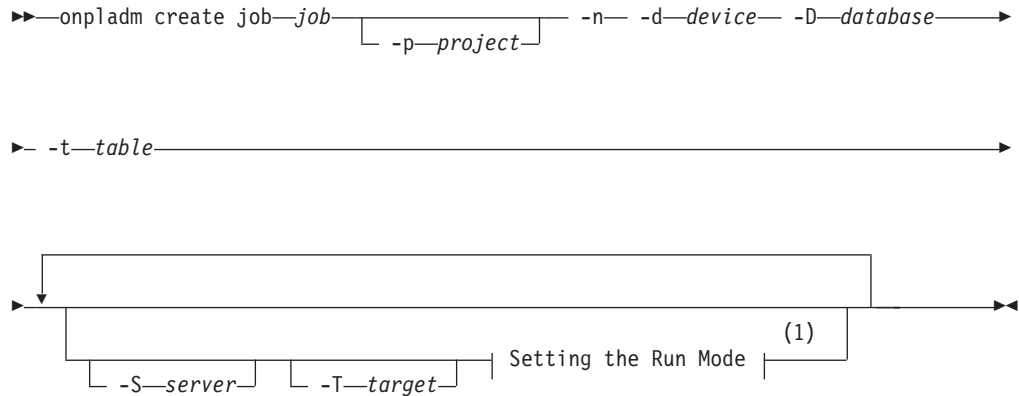 onpladm create job job -n -d device -D database
-p project
-t table
(1)
Setting the Run Mode
-S server -T target